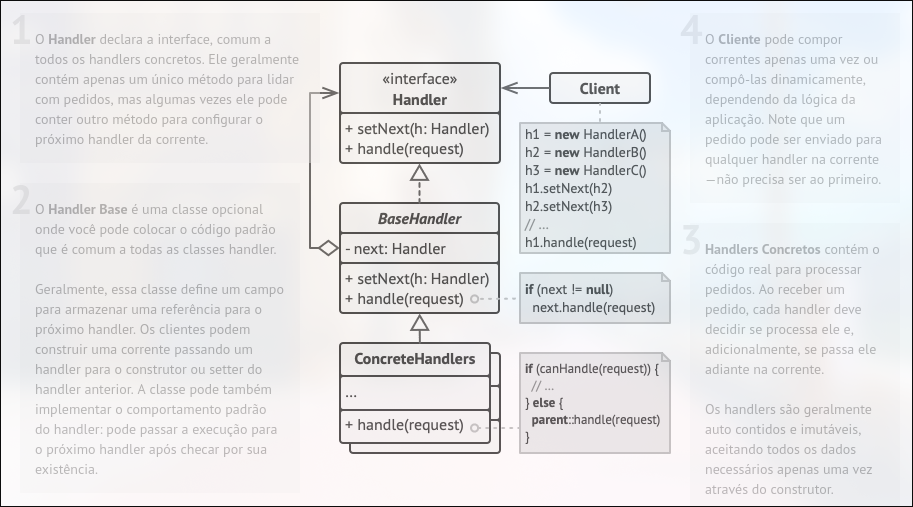 1
O Handler declara a interface, comum a
todos os handlers concretos. Ele geralmente
contém apenas um único método para lidar
com pedidos, mas algumas vezes ele pode
conter outro método para configurar o
próximo handler da corrente.
2
O Handler Base é uma classe opcional
onde você pode colocar o código padrão
que é comum a todas as classes handler.
Geralmente, essa classe define um campo
para armazenar uma referência para o
próximo handler. Os clientes podem
construir uma corrente passando um
handler para o construtor ou setter do
handler anterior. A classe pode também
implementar o comportamento padrão
do handler: pode passar a execução para
o próximo handler após checar por sua
existência.
«interface»
Handler
+ setNext(h: Handler)
+ handle(request)
BaseHandler
- next: Handler
+ setNext(h: Handler)
+ handle(request)
ConcreteHandlers
...
+ handle(request)
Client
h1 = new HandlerA()
h2 = new HandlerB()
h3 = new HandlerC()
h1.setNext(h2)
h2.setNext(h3)
// ...
h1.handle(request)
if (next != null)
next.handle(request)
if (canHandle(request)) {
// ...
} else {
parent::handle(request)
}
4
O Cliente pode compor
correntes apenas uma vez ou
compô-las dinamicamente,
dependendo da lógica da
aplicação. Note que um
pedido pode ser enviado para
qualquer handler na corrente
—não precisa ser ao primeiro.
3
Handlers Concretos contém o
código real para processar
pedidos. Ao receber um
pedido, cada handler deve
decidir se processa ele e,
adicionalmente, se passa ele
adiante na corrente.
Os handlers são geralmente
auto contidos e imutáveis,
aceitando todos os dados
necessários apenas uma vez
através do construtor.